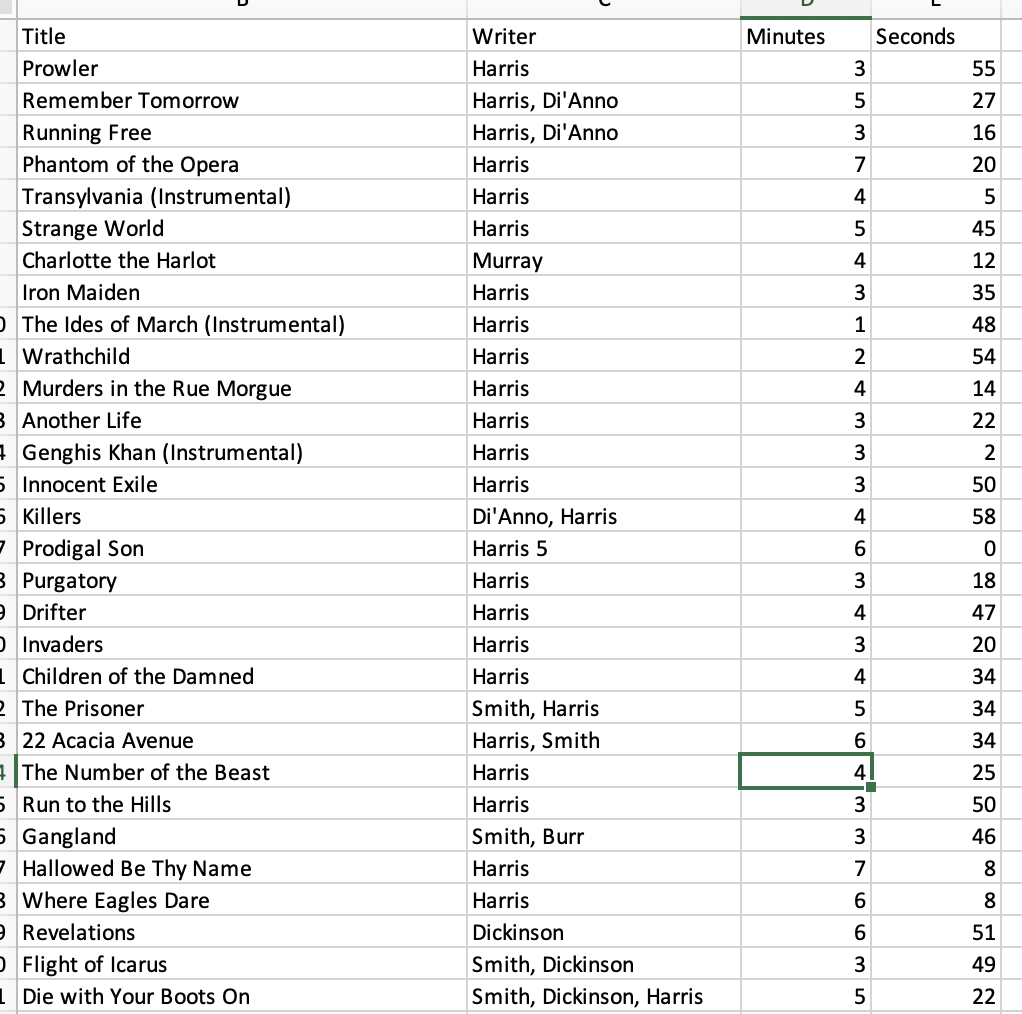 Title Writer Minutes Seconds
Prowler Harris 3 55
Remember Tomorrow Harris, Di'Anno 5 27
Running Free Harris, Di'Anno 3 16
Phantom of the Opera Harris 7 20
Transylvania (Instrumental) Harris 4 5
Strange World Harris 5 45
Charlotte the Harlot Murray 4 12
Iron Maiden Harris 3 35
The Ides of March (Instrumental) Harris 1 48
Wrathchild Harris 2 54
Murders in the Rue Morgue Harris 4 14
Another Life Harris 3 22
Genghis Khan (Instrumental) Harris 3 2
Innocent Exile Harris 3 50
Killers Di'Anno, Harris 4 58
Prodigal Son Harris 5 6 0
Purgatory Harris 3 18
Drifter Harris 4 47
Invaders Harris 3 20
Children of the Damned Harris 4 34
The Prisoner Smith, Harris 5 34
22 Acacia Avenue Harris, Smith 6 34
The Number of the Beast Harris 4 25
Run to the Hills Harris 3 50
Gangland Smith, Burr 3 46
Hallowed Be Thy Name Harris 7 8
Where Eagles Dare Harris 6 8
Revelations Dickinson 6 51
Flight of Icarus Smith, Dickinson 3 49
Die with Your Boots On Smith, Dickinson, Harris 5 22